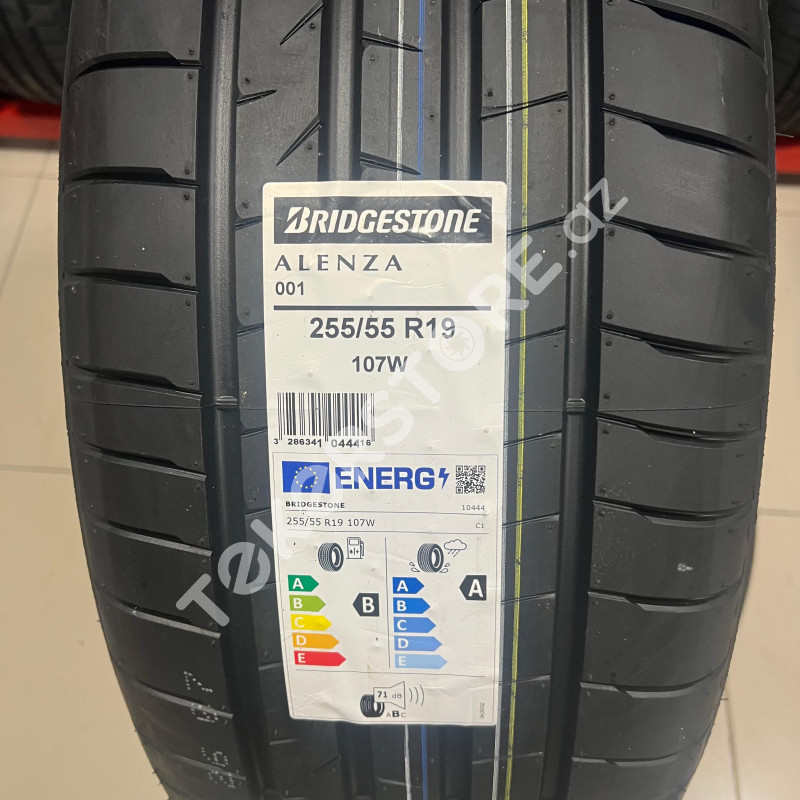 BRIDGESTONE
ALENZA
001
255/55 R19
107W
3 286341 044416
ENERG
BRIDGESTONE 10444
255/55 R19 107W C1
A A
B B
C C
D D
E E
B
A
71 dB
ABC
TekerSTORE.az